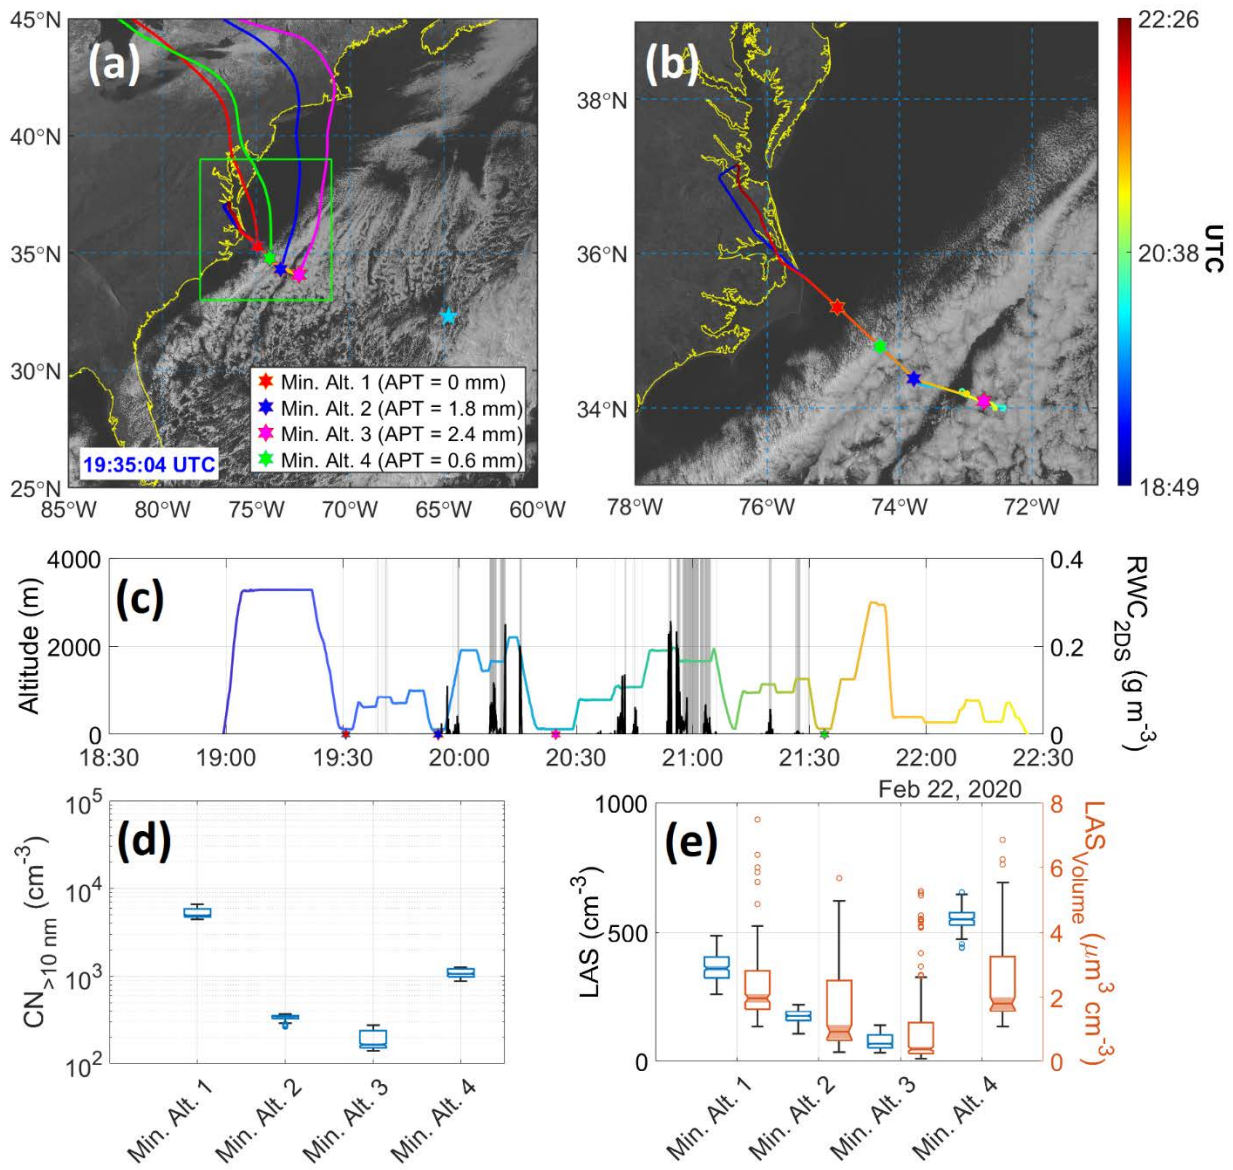 (a)
45°N
40°N
35°N
30°N
25°N
85°W 80°W 75°W 70°W 65°W 60°W
Min. Alt. 1 (APT = 0 mm)
Min. Alt. 2 (APT = 1.8 mm)
Min. Alt. 3 (APT = 2.4 mm)
Min. Alt. 4 (APT = 0.6 mm)
19:35:04 UTC
(b)
38°N
36°N
34°N
78°W 76°W 74°W 72°W
22:26
20:38
18:49
UTC
(c)
Altitude (m)
4000
2000
0
0.4
0.2
0
RWC2DS (g m-3)
18:30 19:00 19:30 20:00 20:30 21:00 21:30 22:00 22:30
Feb 22, 2020
(d)
CN>10 nm (cm-3)
10^5
10^4
10^3
10^2
Min. Alt. 1 Min. Alt. 2 Min. Alt. 3 Min. Alt. 4
(e)
LAS (cm-3)
1000
500
0
8
6
4
2
0
LASVolume (μm3 cm-3)
Min. Alt. 1 Min. Alt. 2 Min. Alt. 3 Min. Alt. 4